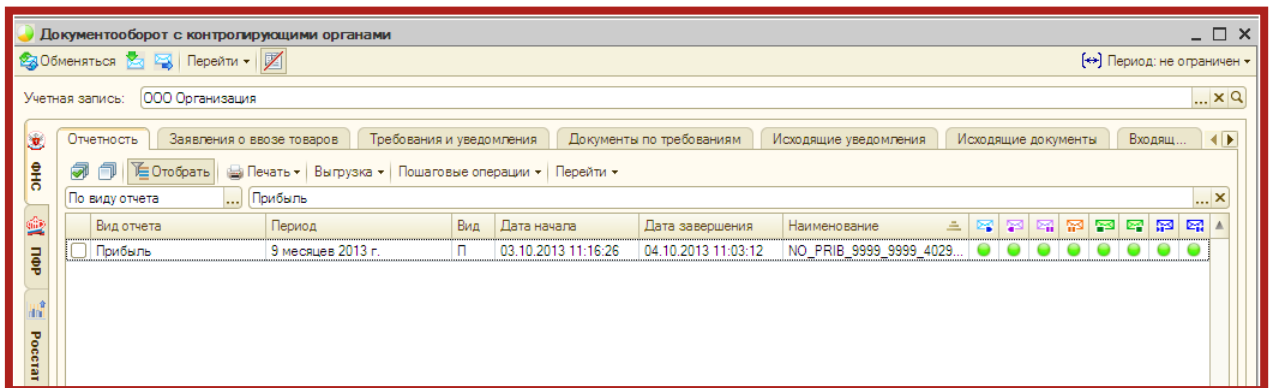 Документооборот с контролирующими органами
Обменяться Перейти Период: не ограничен
Учетная запись: ООО Организация ...
Отчетность Заявления о ввозе товаров Требования и уведомления Документы по требованиям Исходящие уведомления Исходящие документы Входящ...
Отобрать Печать Выгрузка Пошаговые операции Перейти
По виду отчета ... Прибыль ...
Вид отчета Период Вид Дата начала Дата завершения Наименование
Прибыль 9 месяцев 2013 г. П 03.10.2013 11:16:26 04.10.2013 11:03:12 NO_PRIB_9999_9999_4029...
ФНС
ПФР
Росстат